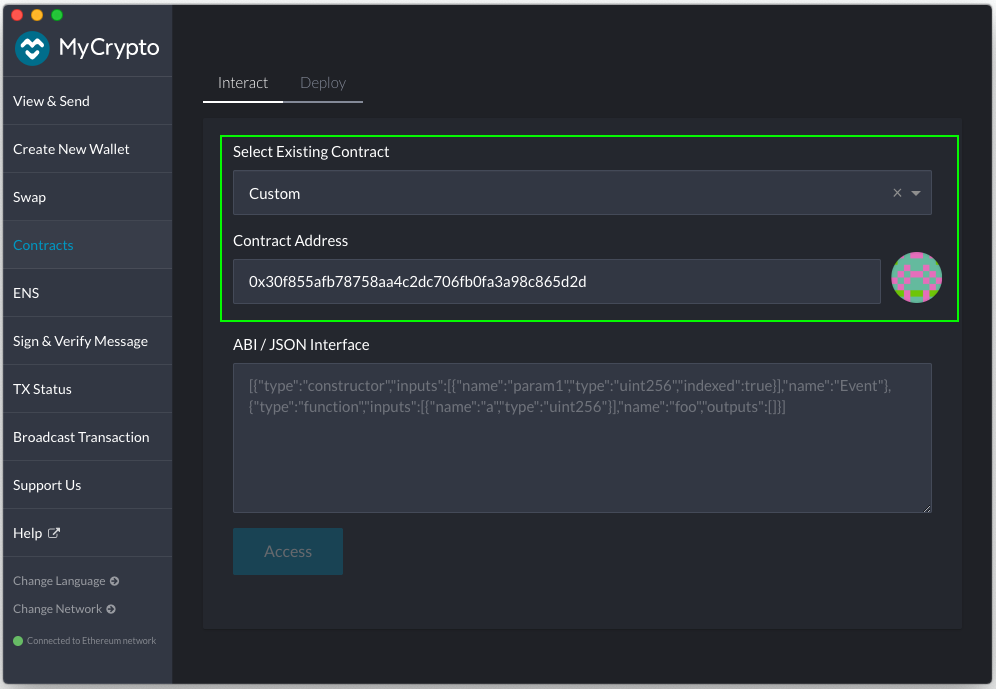 MyCrypto
View & Send
Create New Wallet
Swap
Contracts
ENS
Sign & Verify Message
TX Status
Broadcast Transaction
Support Us
Help
Change Language
Change Network
Connected to Ethereum network
Interact
Deploy
Select Existing Contract
Custom
Contract Address
0x30f855afb78758aa4c2dc706fb0fa3a98c865d2d
ABI / JSON Interface
[{"type":"constructor","inputs":[{"name":"param1","type":"uint256","indexed":true}],"name":"Event"},
{"type":"function","inputs":[{"name":"a","type":"uint256"}],"name":"foo","outputs":[]}]
Access